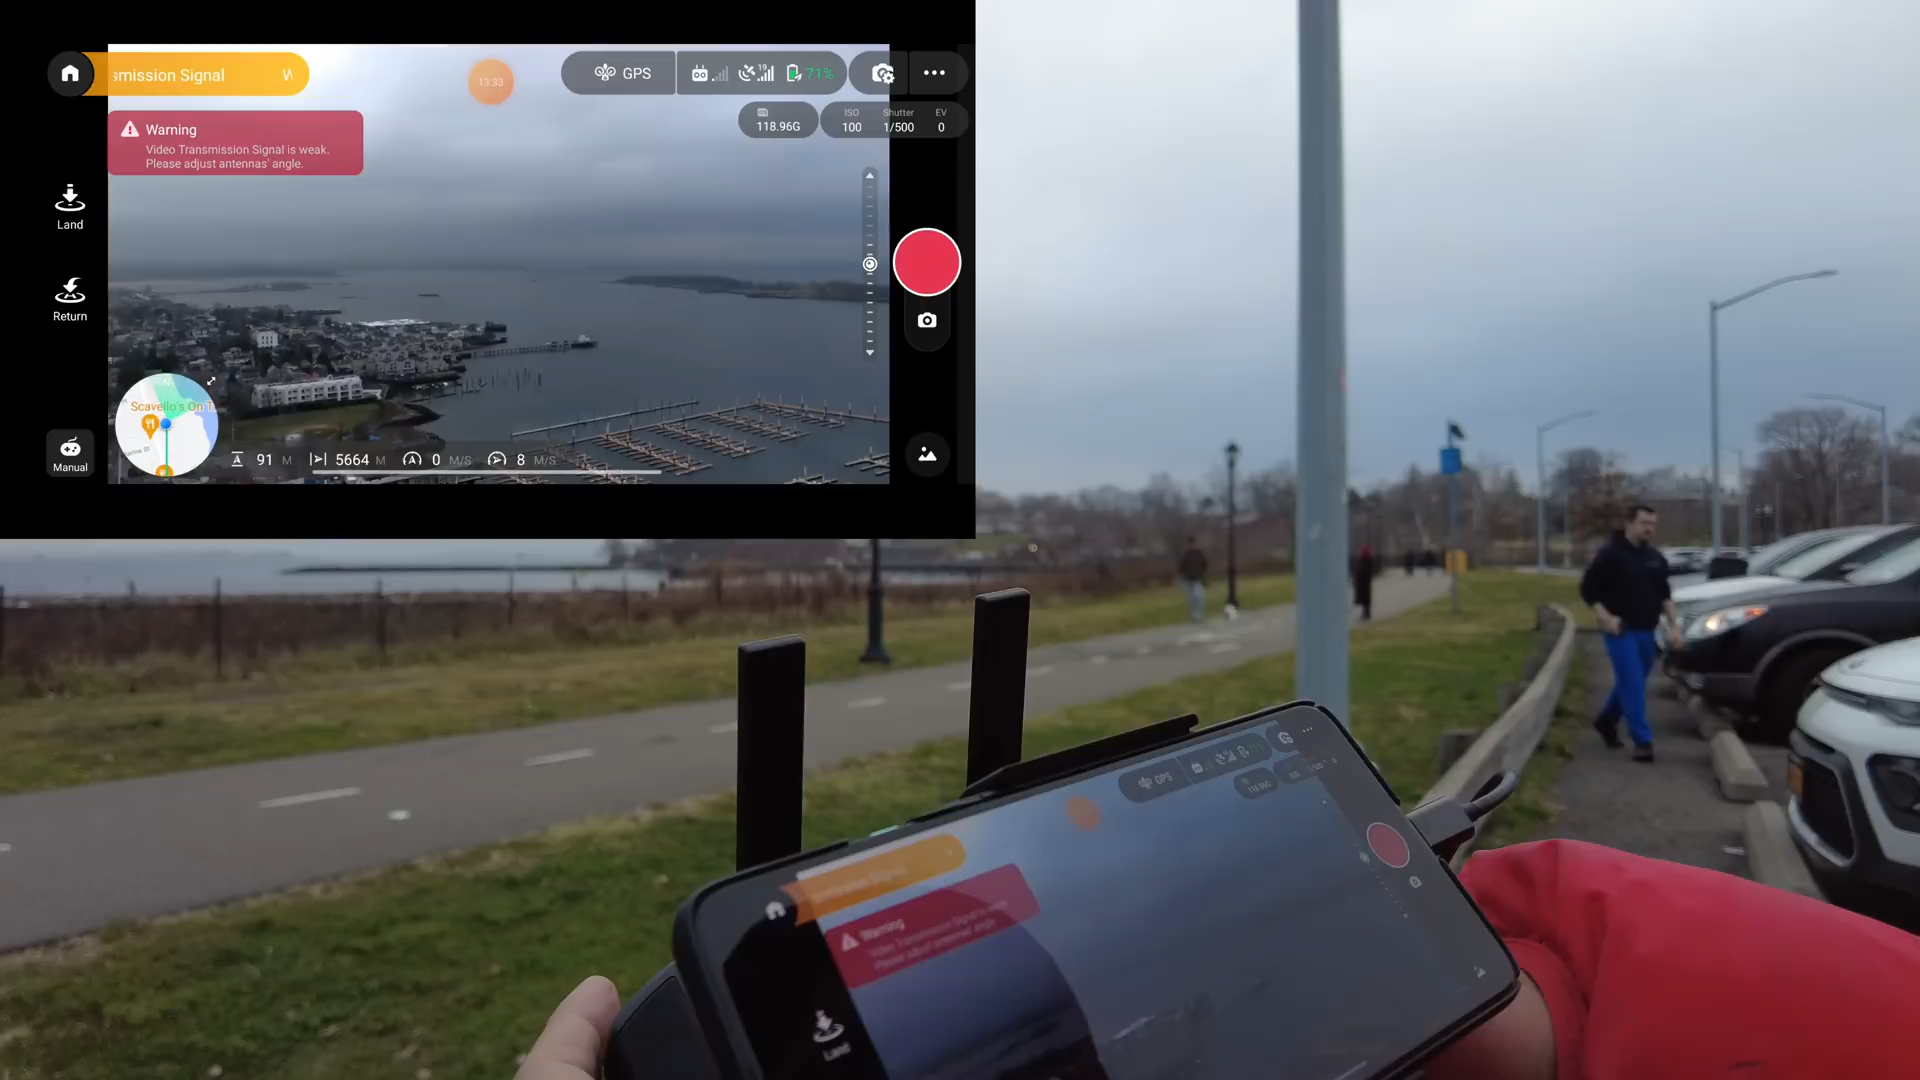 smission Signal W
13:33
GPS
19
71%
118.96G
ISO Shutter EV
100 1/500 0
Warning
Video Transmission Signal is weak.
Please adjust antennas' angle.
Land
Return
Manual
N
Scavello's On T
91 M 5664 M 0 M/S 8 M/S
GPS
Warning
Land